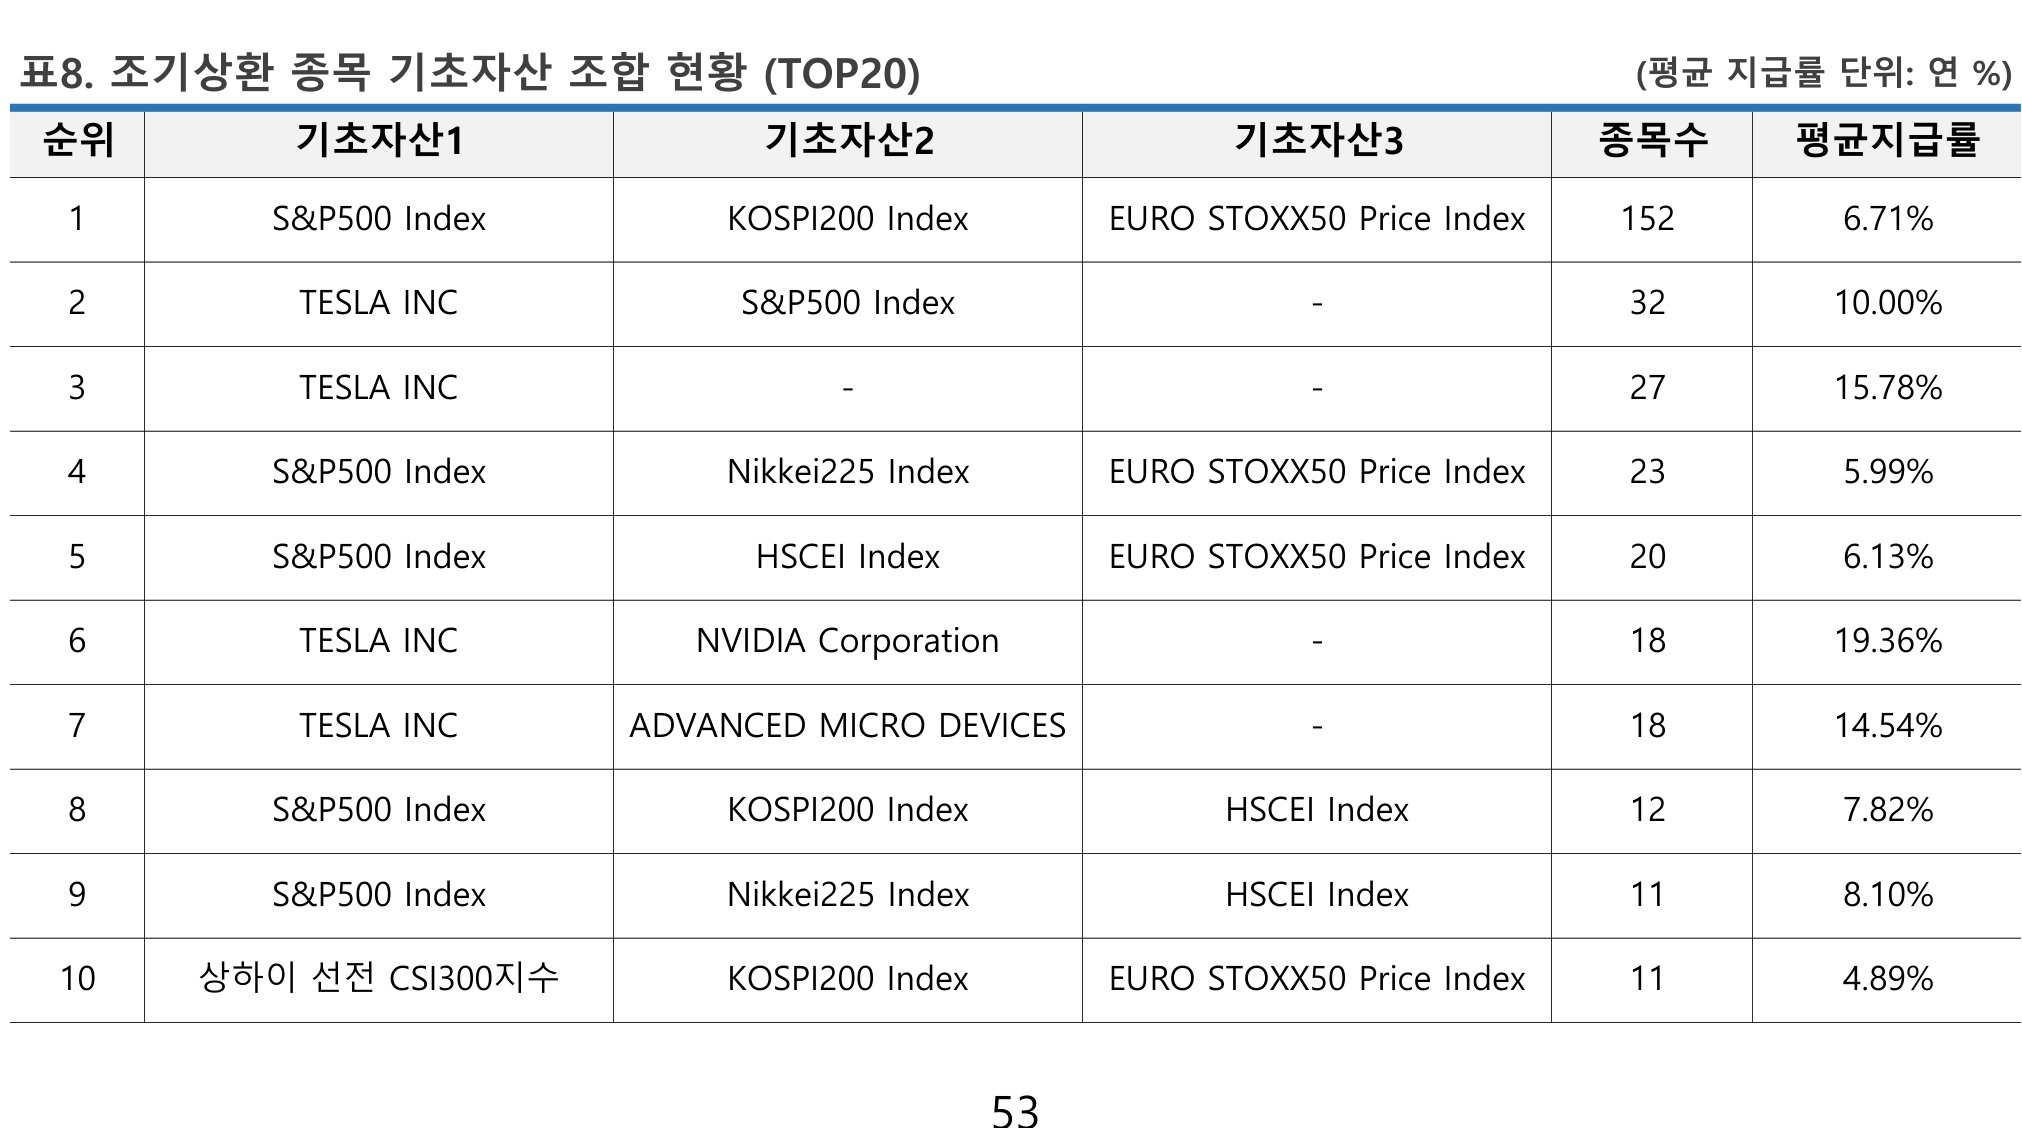 표8. 조기상환 종목 기초자산 조합 현황 (TOP20) (평균 지급률 단위: 연 %)
순위 기초자산1 기초자산2 기초자산3 종목수 평균지급률
1 S&P500 Index KOSPI200 Index EURO STOXX50 Price Index 152 6.71%
2 TESLA INC S&P500 Index - 32 10.00%
3 TESLA INC - - 27 15.78%
4 S&P500 Index Nikkei225 Index EURO STOXX50 Price Index 23 5.99%
5 S&P500 Index HSCEI Index EURO STOXX50 Price Index 20 6.13%
6 TESLA INC NVIDIA Corporation - 18 19.36%
7 TESLA INC ADVANCED MICRO DEVICES - 18 14.54%
8 S&P500 Index KOSPI200 Index HSCEI Index 12 7.82%
9 S&P500 Index Nikkei225 Index HSCEI Index 11 8.10%
10 상하이 선전 CSI300지수 KOSPI200 Index EURO STOXX50 Price Index 11 4.89%
53